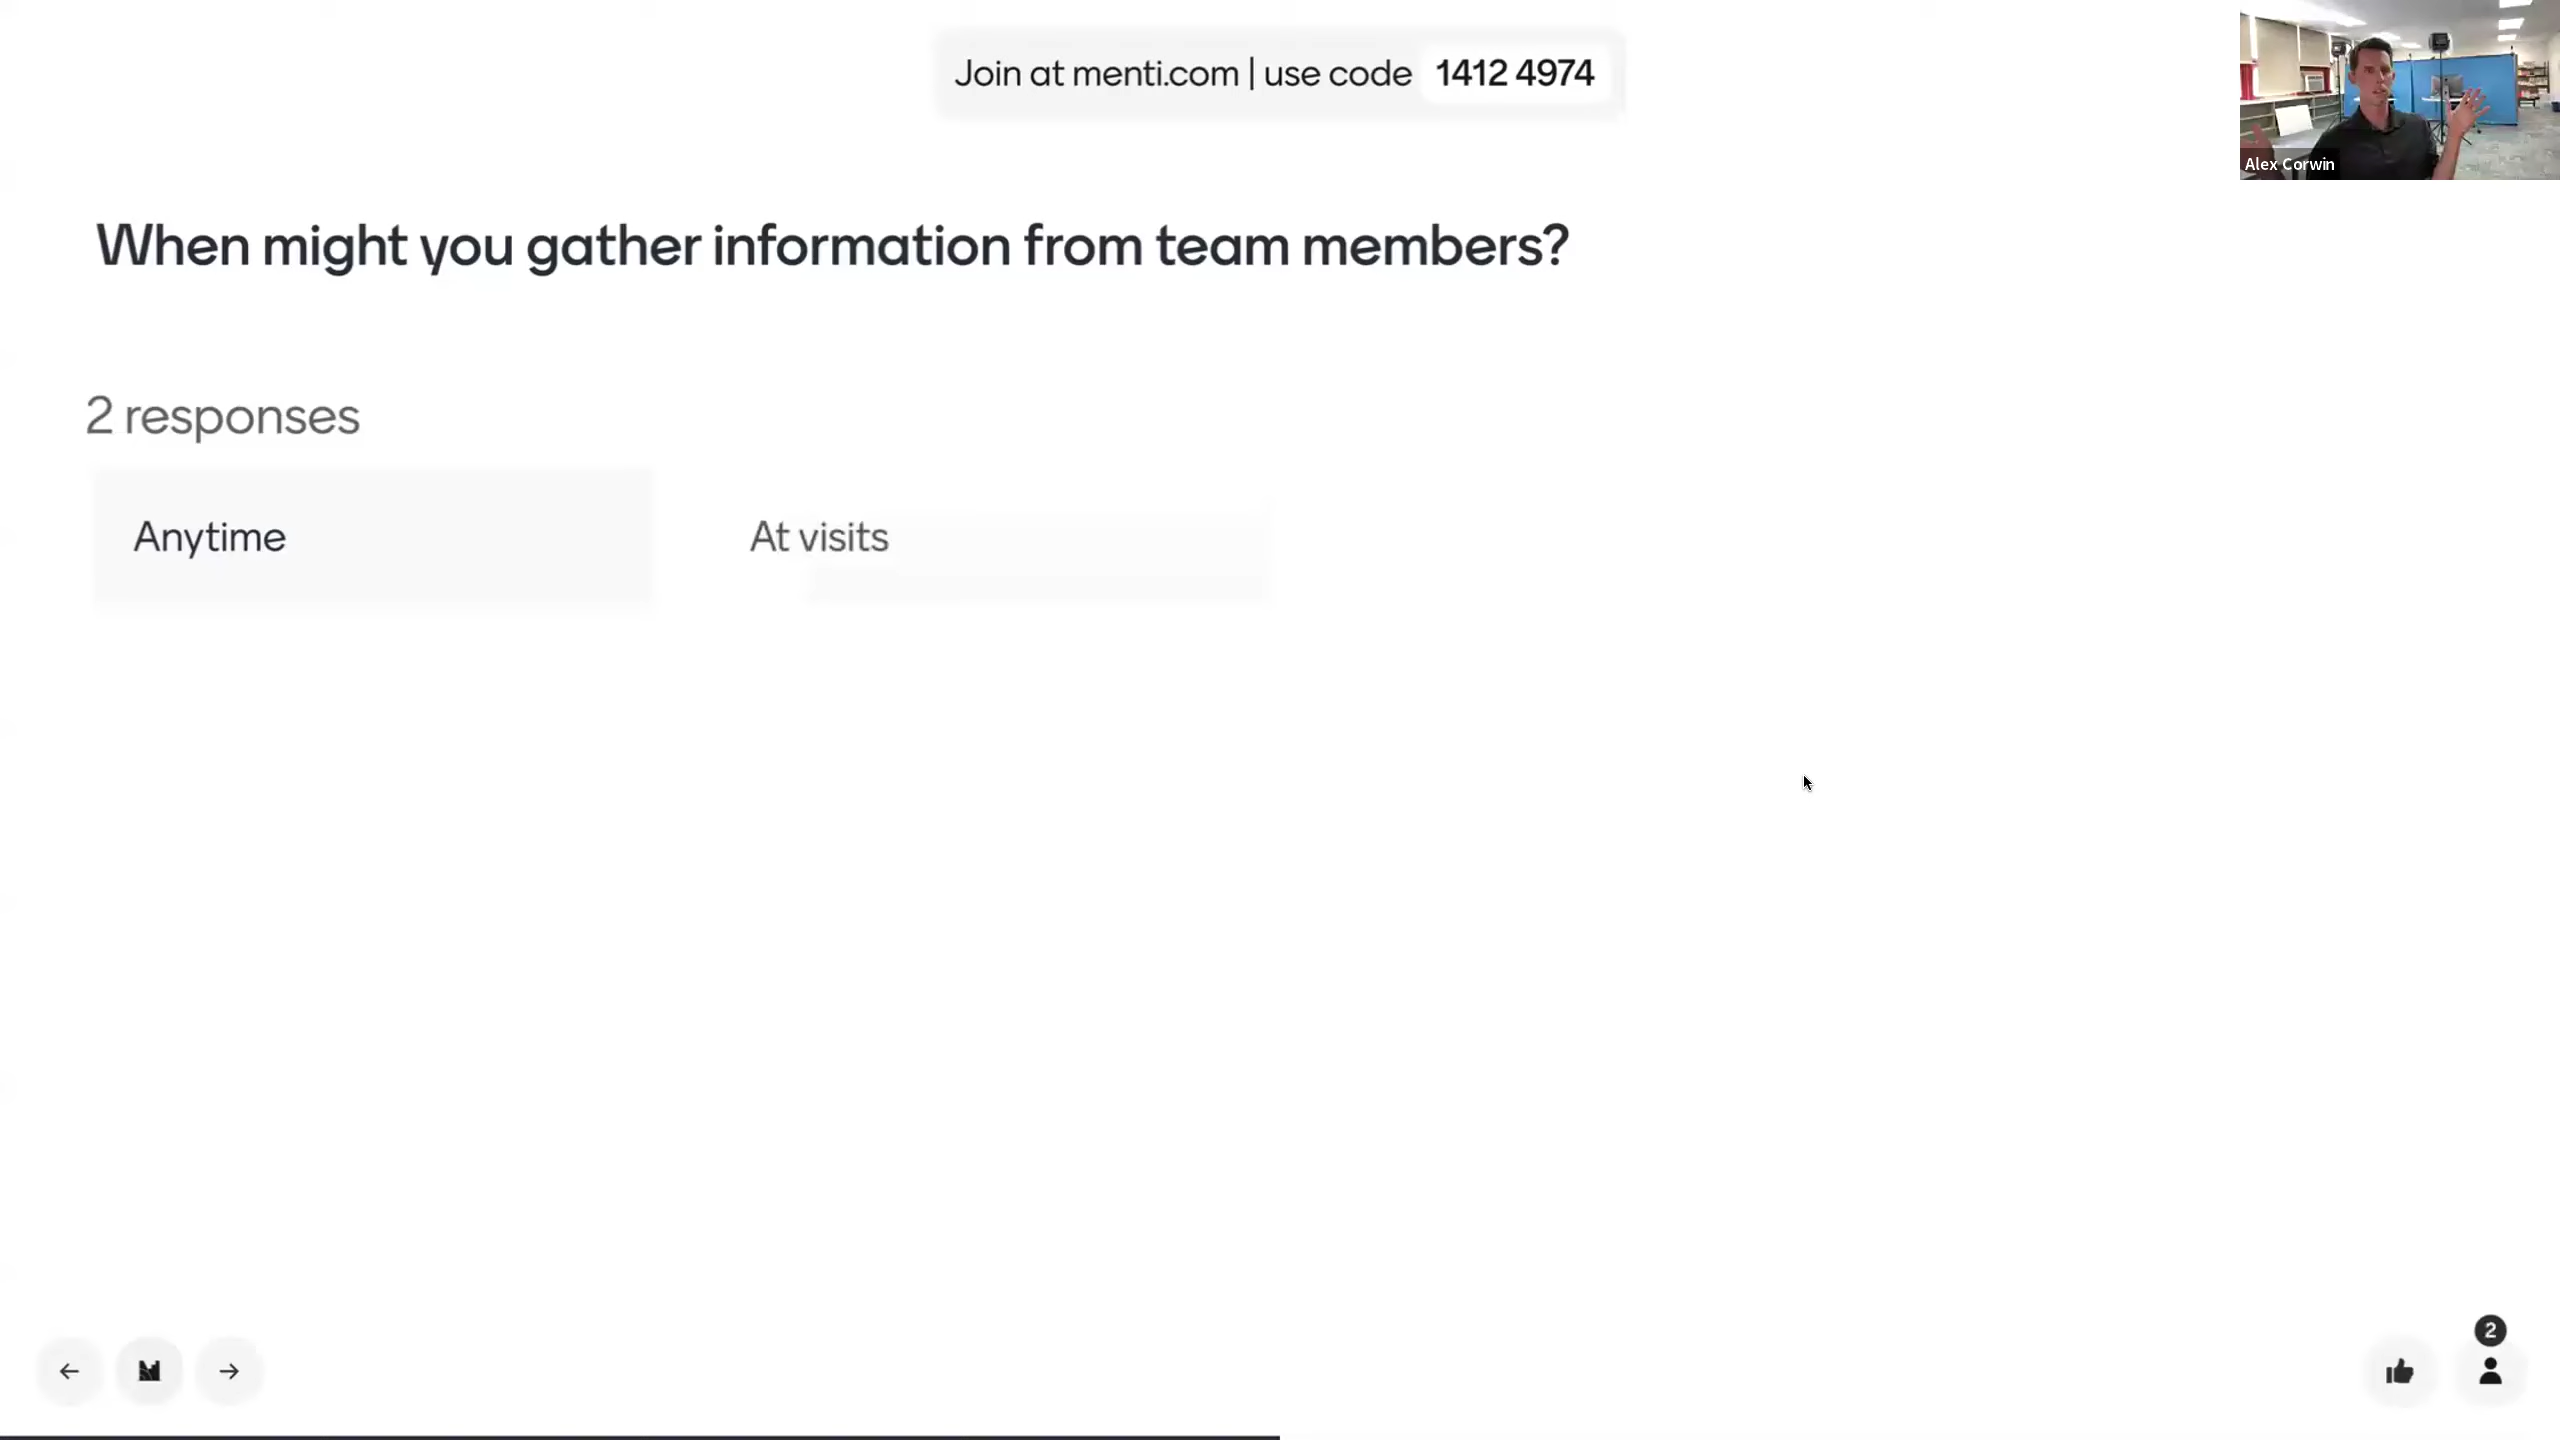 Join at menti.com | use code 1412 4974
Alex Corwin
When might you gather information from team members?
2 responses
Anytime
At visits
2